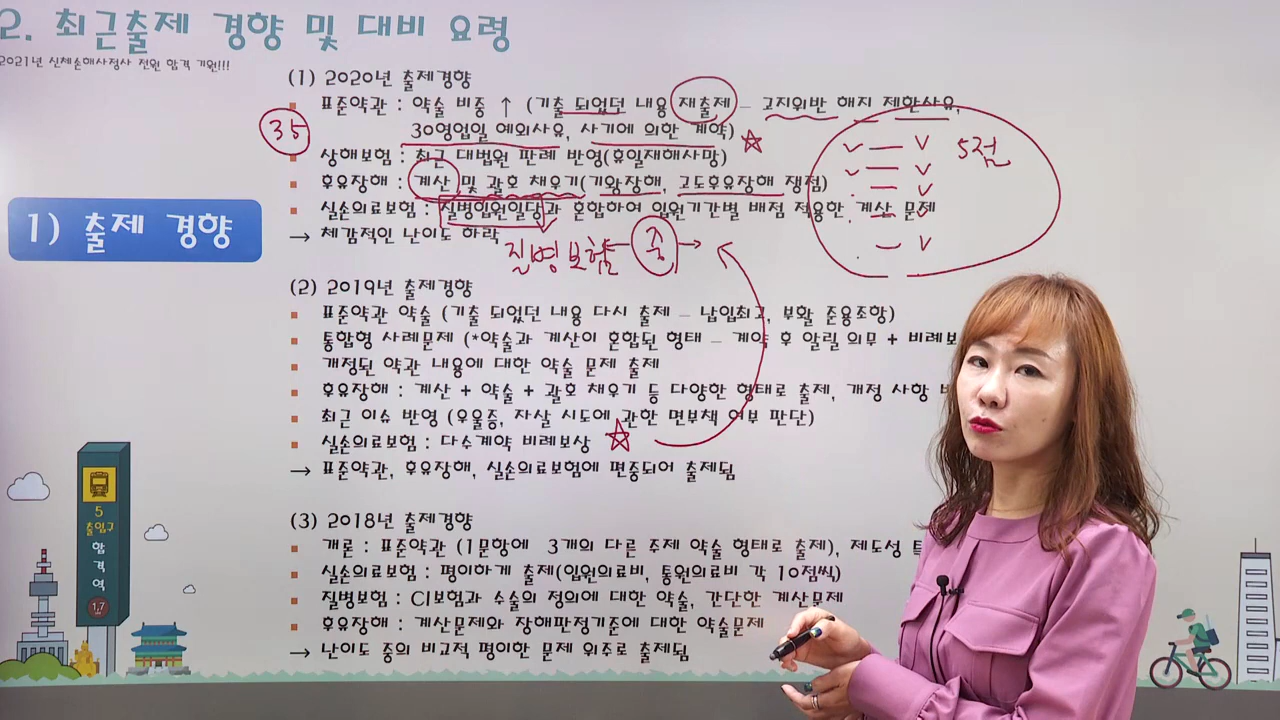 2. 최근출제 경향 및 대비 요령
2021년 신체손해사정사 전원 합격 기원!!!
1) 출제 경향
(1) 2020년 출제경향
표준약관 : 약술 비중 ↑ (기출 되었던 내용 재출제 – 고지위반 해지 제한사유,
30영업일 예외사유, 사기에 의한 계약)
35
5점
상해보험 : 최근 대법원 판례 반영(휴일재해사망)
후유장해 : 계산 및 괄호 채우기(기왕장해, 고도후유장해 쟁점)
실손의료보험 : 질병입원일당과 혼합하여 입원기간별 배점 적용한 계산 문제
→ 체감적인 난이도 하락
질병보험 중
(2) 2019년 출제경향
표준약관 약술 (기출 되었던 내용 다시 출제 – 납입최고, 부활 준용조항)
통합형 사례문제 (*약술과 계산이 혼합된 형태 – 계약 후 알릴 의무 + 비례보
개정된 약관 내용에 대한 약술 문제 출제
후유장해 : 계산 + 약술 + 괄호 채우기 등 다양한 형태로 출제, 개정 사항
최근 이슈 반영 (우울증, 자살 시도에 관한 면부책 여부 판단)
실손의료보험 : 다수계약 비례보상
→ 표준약관, 후유장해, 실손의료보험에 편중되어 출제됨
(3) 2018년 출제경향
개론 : 표준약관 (1문항에 3개의 다른 주제 약술 형태로 출제), 제도성 특
실손의료보험 : 평이하게 출제(입원의료비, 통원의료비 각 10점씩)
질병보험 : CI보험과 수술의 정의에 대한 약술, 간단한 계산문제
후유장해 : 계산문제와 장해판정기준에 대한 약술문제
→ 난이도 중의 비교적 평이한 문제 위주로 출제됨
5
출입구
합
격
역
1,7